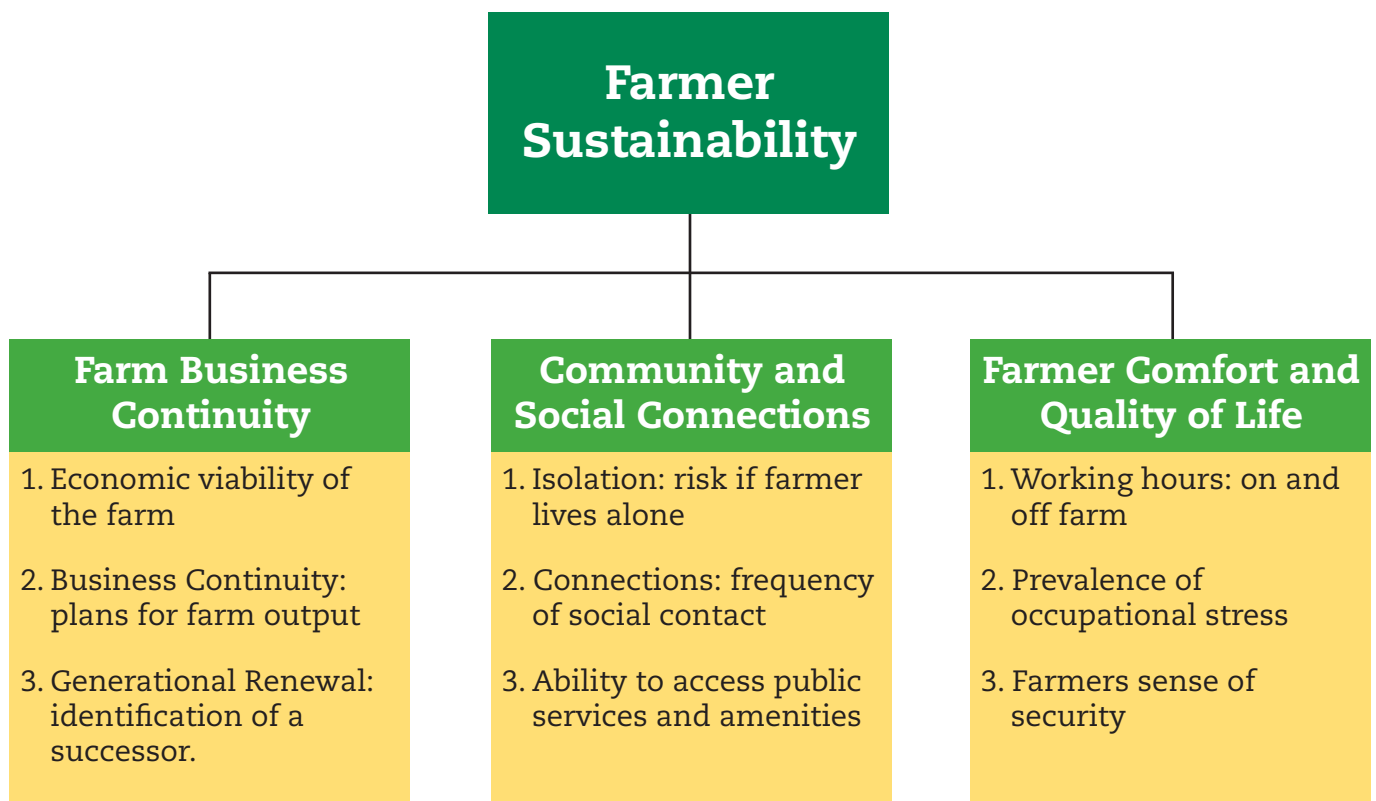 Farmer
Sustainability
Farm Business
Continuity
1. Economic viability of
the farm
2. Business Continuity:
plans for farm output
3. Generational Renewal:
identification of a
successor.
Community and
Social Connections
1. Isolation: risk if farmer
lives alone
2. Connections: frequency
of social contact
3. Ability to access public
services and amenities
Farmer Comfort and
Quality of Life
1. Working hours: on and
off farm
2. Prevalence of
occupational stress
3. Farmers sense of
security